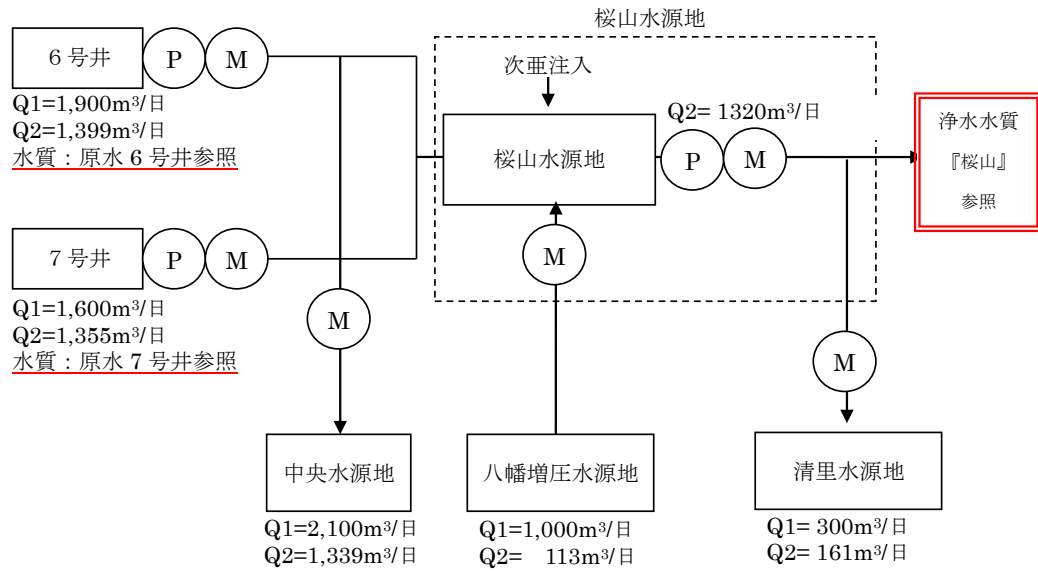 桜山水源地
6 号井
P
M
Q1=1,900m³/日
Q2=1,399m³/日
水質：原水 6 号井参照
次亜注入
桜山水源地
Q2= 1320m³/日
P
M
浄水水質
『桜山』
参照
7 号井
P
M
Q1=1,600m³/日
Q2=1,355m³/日
水質：原水 7 号井参照
M
M
M
中央水源地
Q1=2,100m³/日
Q2=1,339m³/日
八幡増圧水源地
Q1=1,000m³/日
Q2= 113m³/日
清里水源地
Q1= 300m³/日
Q2= 161m³/日